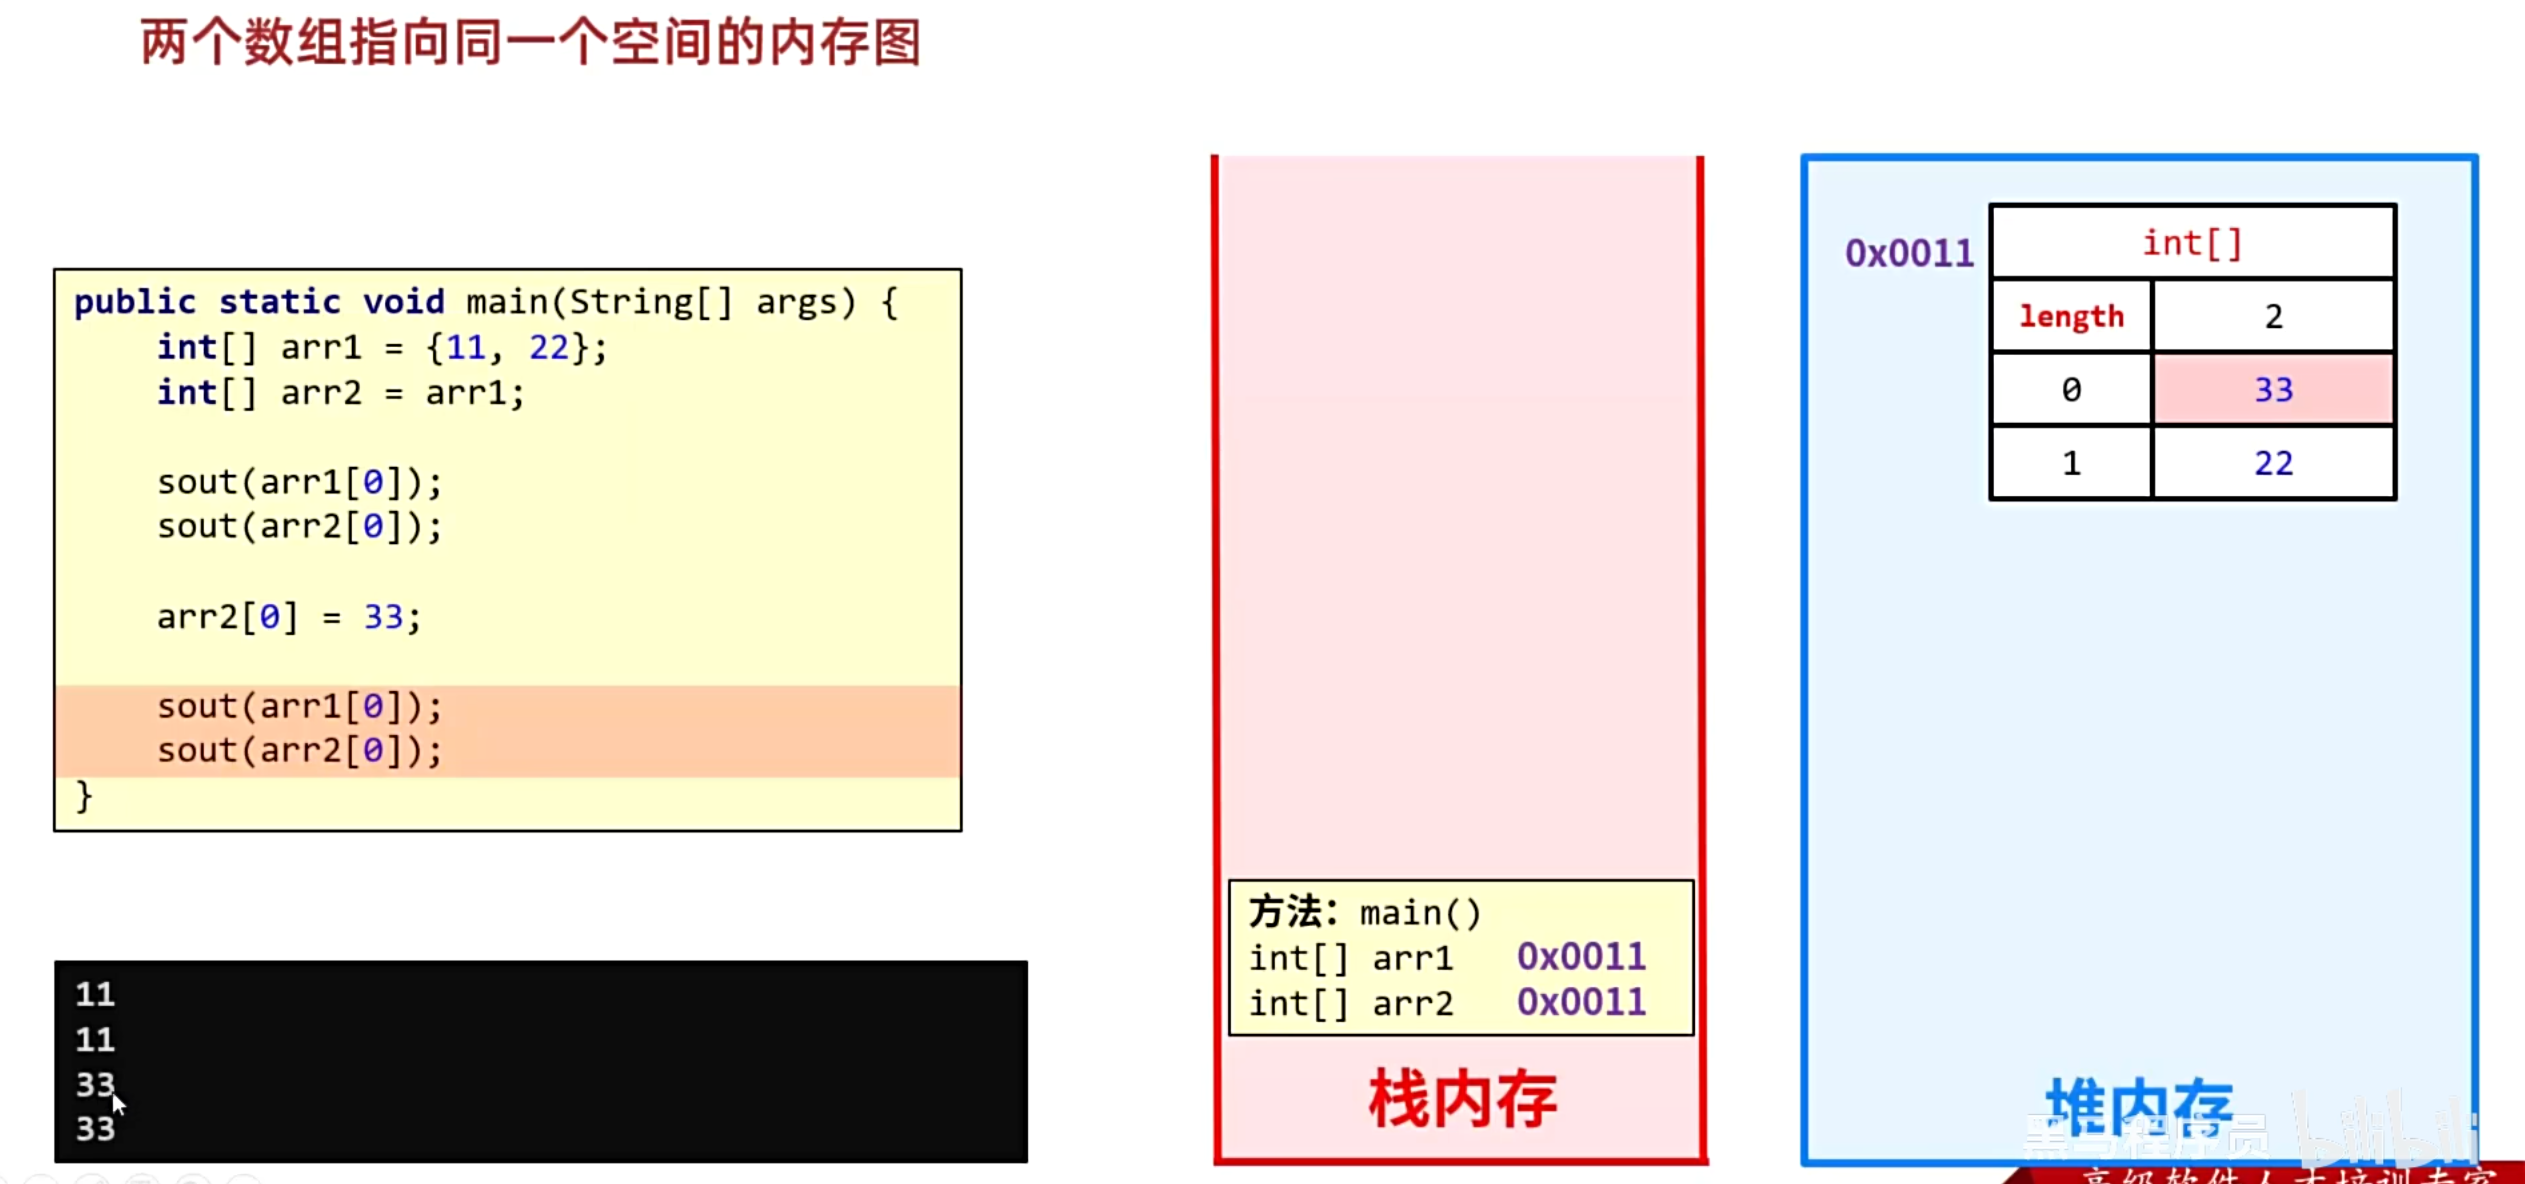 两个数组指向同一个空间的内存图
public static void main(String[] args) {
int[] arr1 = {11, 22};
int[] arr2 = arr1;
sout(arr1[0]);
sout(arr2[0]);
arr2[0] = 33;
sout(arr1[0]);
sout(arr2[0]);
}
11
11
33
33
方法：main()
int[] arr1 0x0011
int[] arr2 0x0011
栈内存
0x0011
int[]
length 2
0 33
1 22
堆内存
黑马程序员 bilibili
高级软件人才培训专家